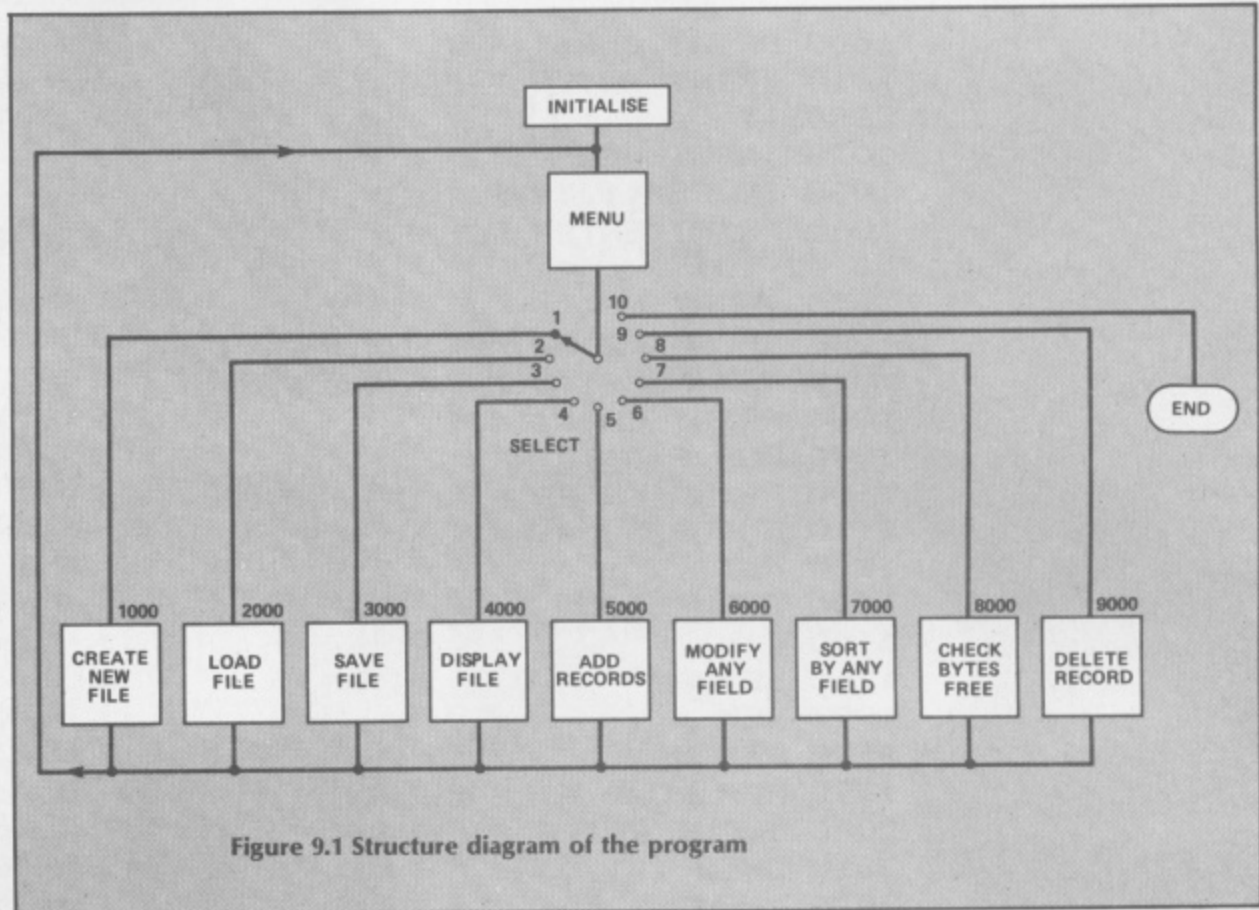 INITIALISE
MENU
10
1
9
2
8
3
7
4
6
5
SELECT
END
1000
2000
3000
4000
5000
6000
7000
8000
9000
CREATE
NEW
FILE
LOAD
FILE
SAVE
FILE
DISPLAY
FILE
ADD
RECORDS
MODIFY
ANY
FIELD
SORT
BY ANY
FIELD
CHECK
BYTES
FREE
DELETE
RECORD
Figure 9.1 Structure diagram of the program